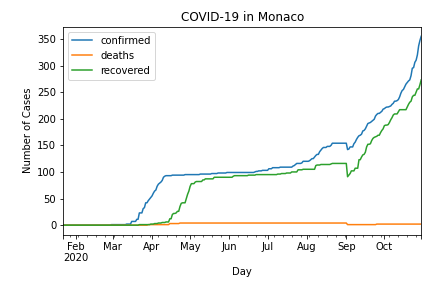 COVID-19 in Monaco
confirmed
deaths
recovered
Number of Cases
350
300
250
200
150
100
50
0
Feb Mar Apr May Jun Jul Aug Sep Oct
2020
Day